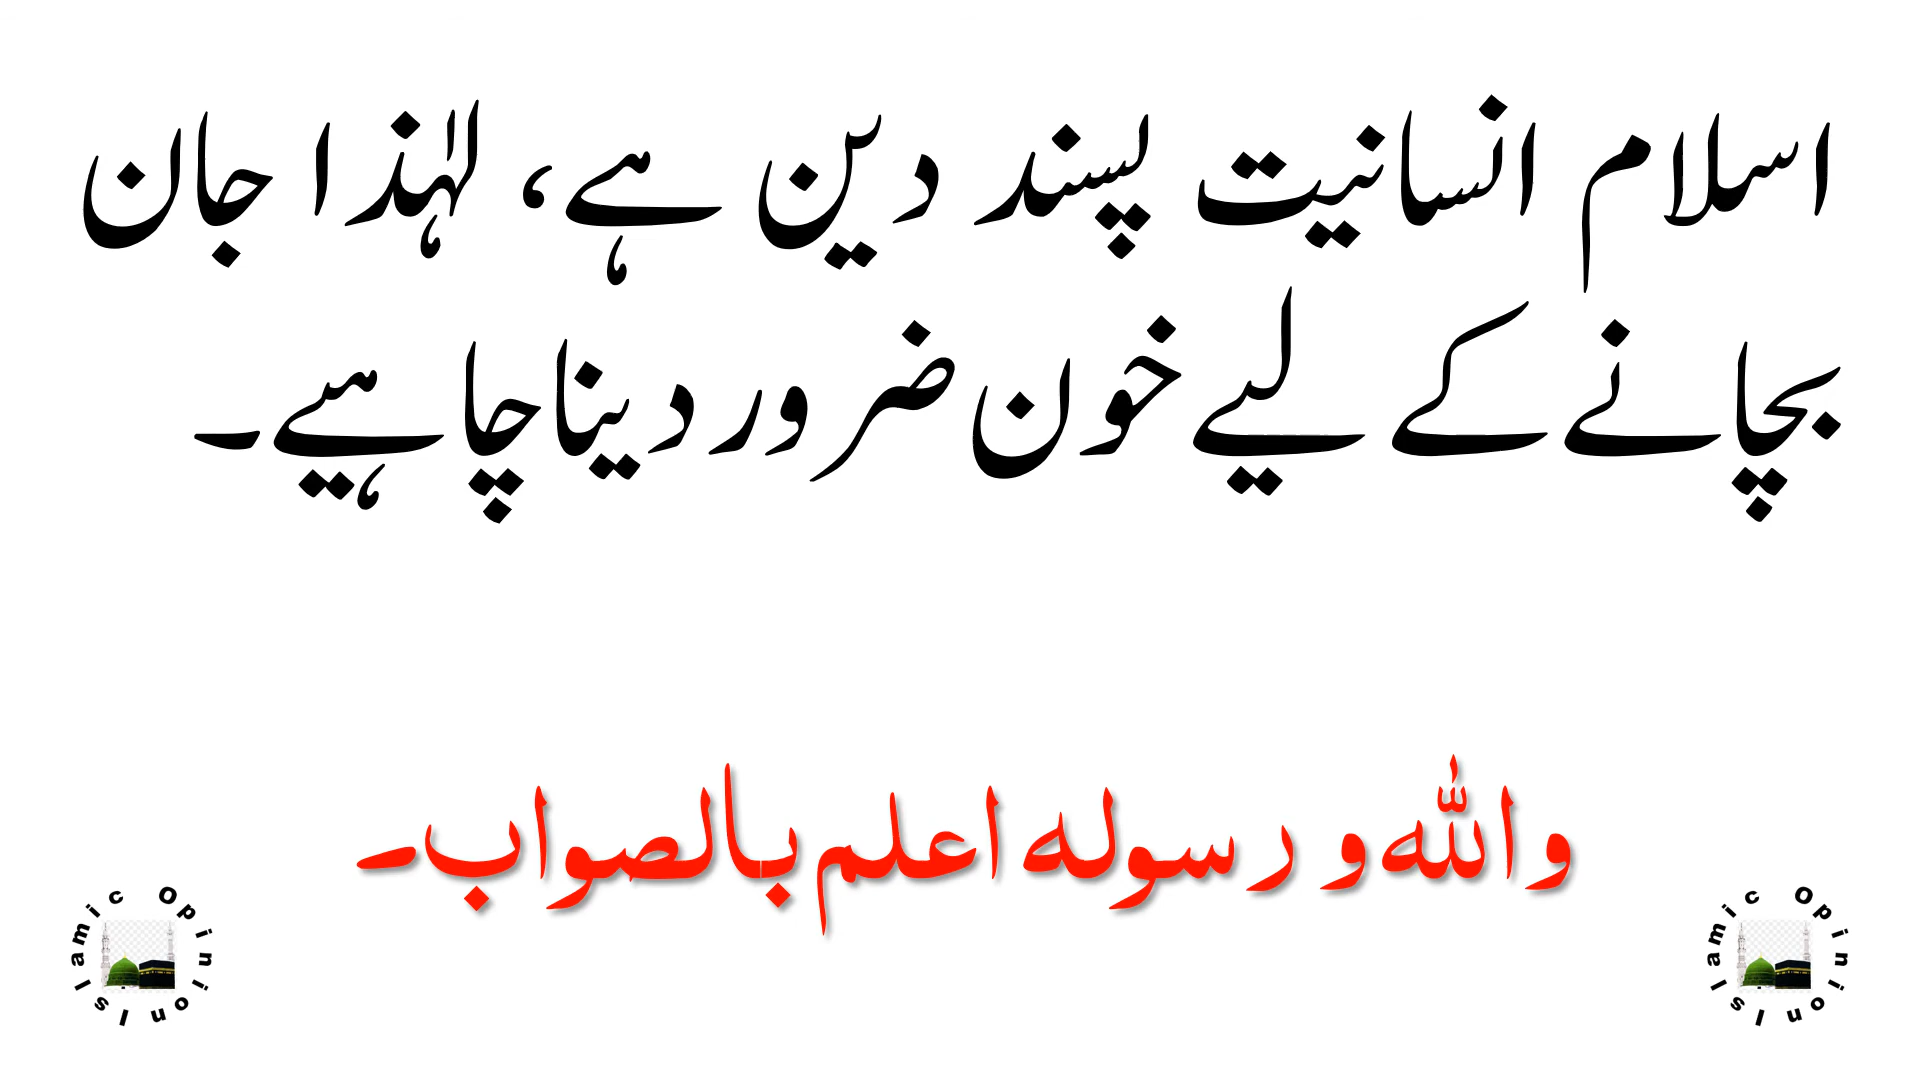 اسلام انسانیت پسند دین ہے، لہٰذا جان
بچانے کے لیے خون ضرور دینا چاہیے۔
واللہ و رسولہ اعلم بالصواب۔
Islamic Opinion
Islamic Opinion